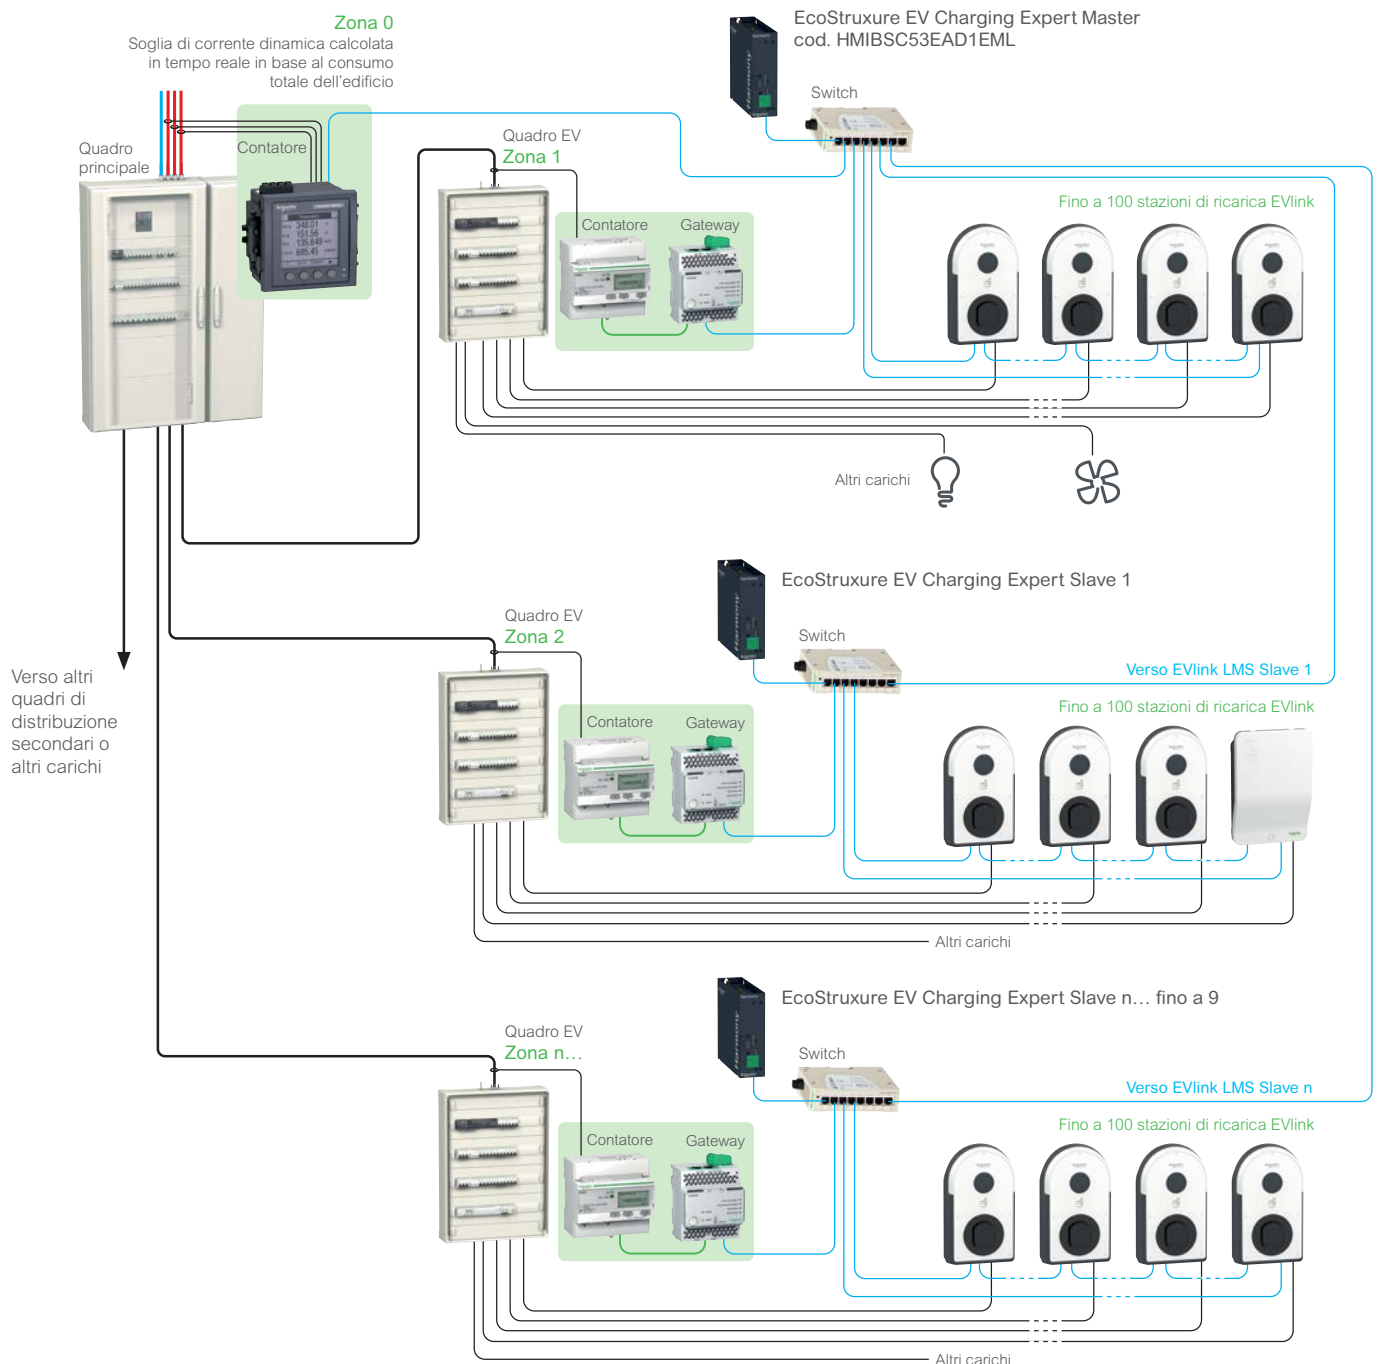 Zona 0
Soglia di corrente dinamica calcolata
in tempo reale in base al consumo
totale dell'edificio
EcoStruxure EV Charging Expert Master
cod. HMIBSC53EAD1EML
Switch
Quadro
principale
Contatore
Quadro EV
Zona 1
Contatore
Gateway
Fino a 100 stazioni di ricarica EVlink
Altri carichi
EcoStruxure EV Charging Expert Slave 1
Quadro EV
Zona 2
Switch
Verso EVlink LMS Slave 1
Verso altri
quadri di
distribuzione
secondari o
altri carichi
Contatore
Gateway
Fino a 100 stazioni di ricarica EVlink
Altri carichi
EcoStruxure EV Charging Expert Slave n… fino a 9
Quadro EV
Zona n…
Switch
Verso EVlink LMS Slave n
Contatore
Gateway
Fino a 100 stazioni di ricarica EVlink
Altri carichi